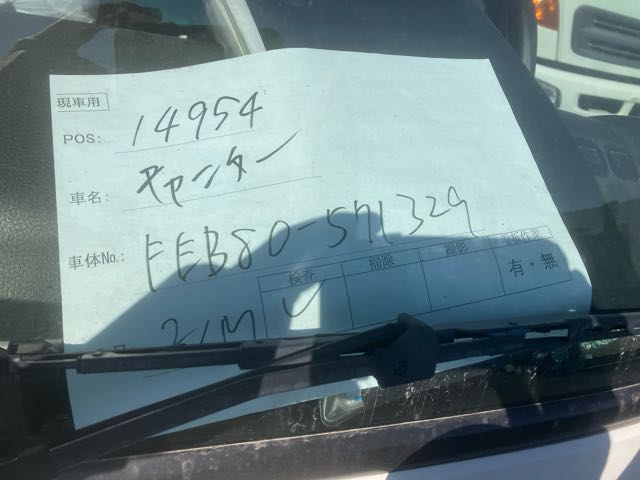 現車用
POS: 14954
車名: キャンター
車体No.: FEB80-571329
検査 掃除 撮影
有・無
21M